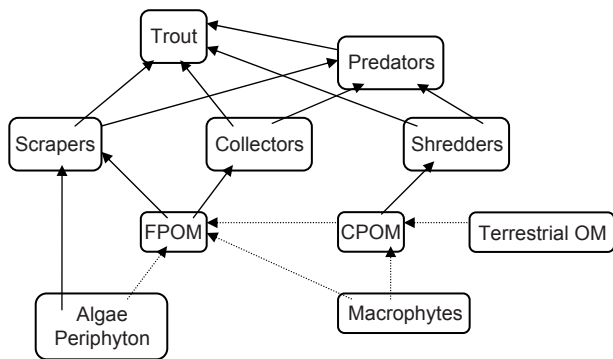 Trout
Predators
Scrapers
Collectors
Shredders
FPOM
CPOM
Terrestrial OM
Algae
Periphyton
Macrophytes